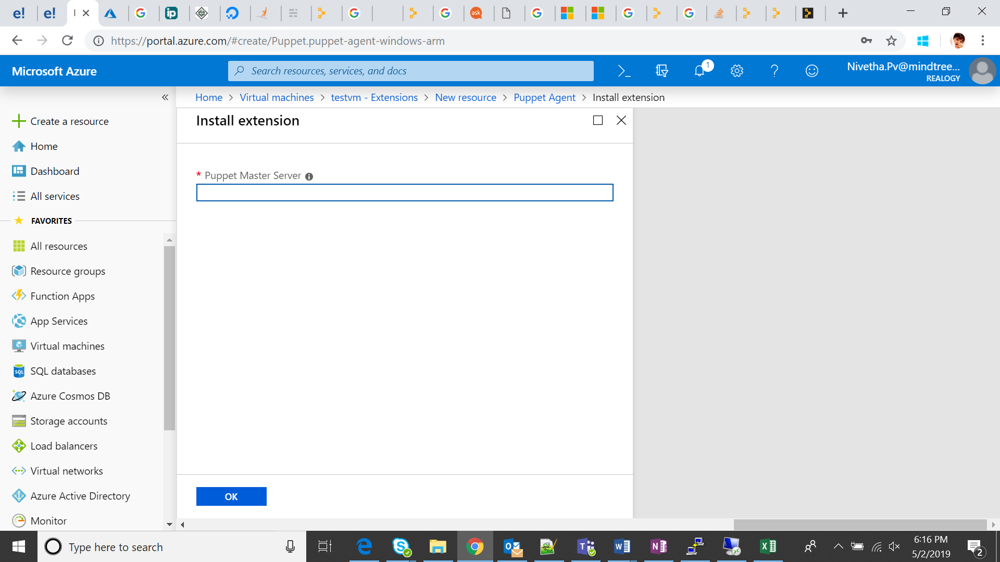 e! e! I ip ask
https://portal.azure.com/#create/Puppet.puppet-agent-windows-arm
Microsoft Azure
Search resources, services, and docs
1
Nivetha.Pv@mindtree...
REALOGY
Home > Virtual machines > testvm - Extensions > New resource > Puppet Agent > Install extension
Install extension
* Puppet Master Server
OK
Create a resource
Home
Dashboard
All services
FAVORITES
All resources
Resource groups
Function Apps
App Services
Virtual machines
SQL databases
Azure Cosmos DB
Storage accounts
Load balancers
Virtual networks
Azure Active Directory
Monitor
Type here to search
6:16 PM
5/2/2019
2